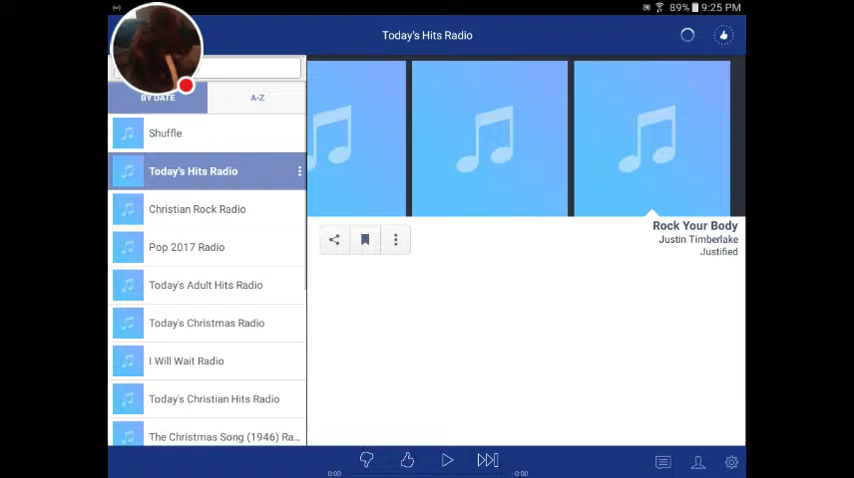 89% 9:25 PM
Today's Hits Radio
BY DATE
A-Z
Shuffle
Today's Hits Radio
Christian Rock Radio
Pop 2017 Radio
Today's Adult Hits Radio
Today's Christmas Radio
I Will Wait Radio
Today's Christian Hits Radio
The Christmas Song (1946) Ra...
Rock Your Body
Justin Timberlake
Justified
0:00
-0:00